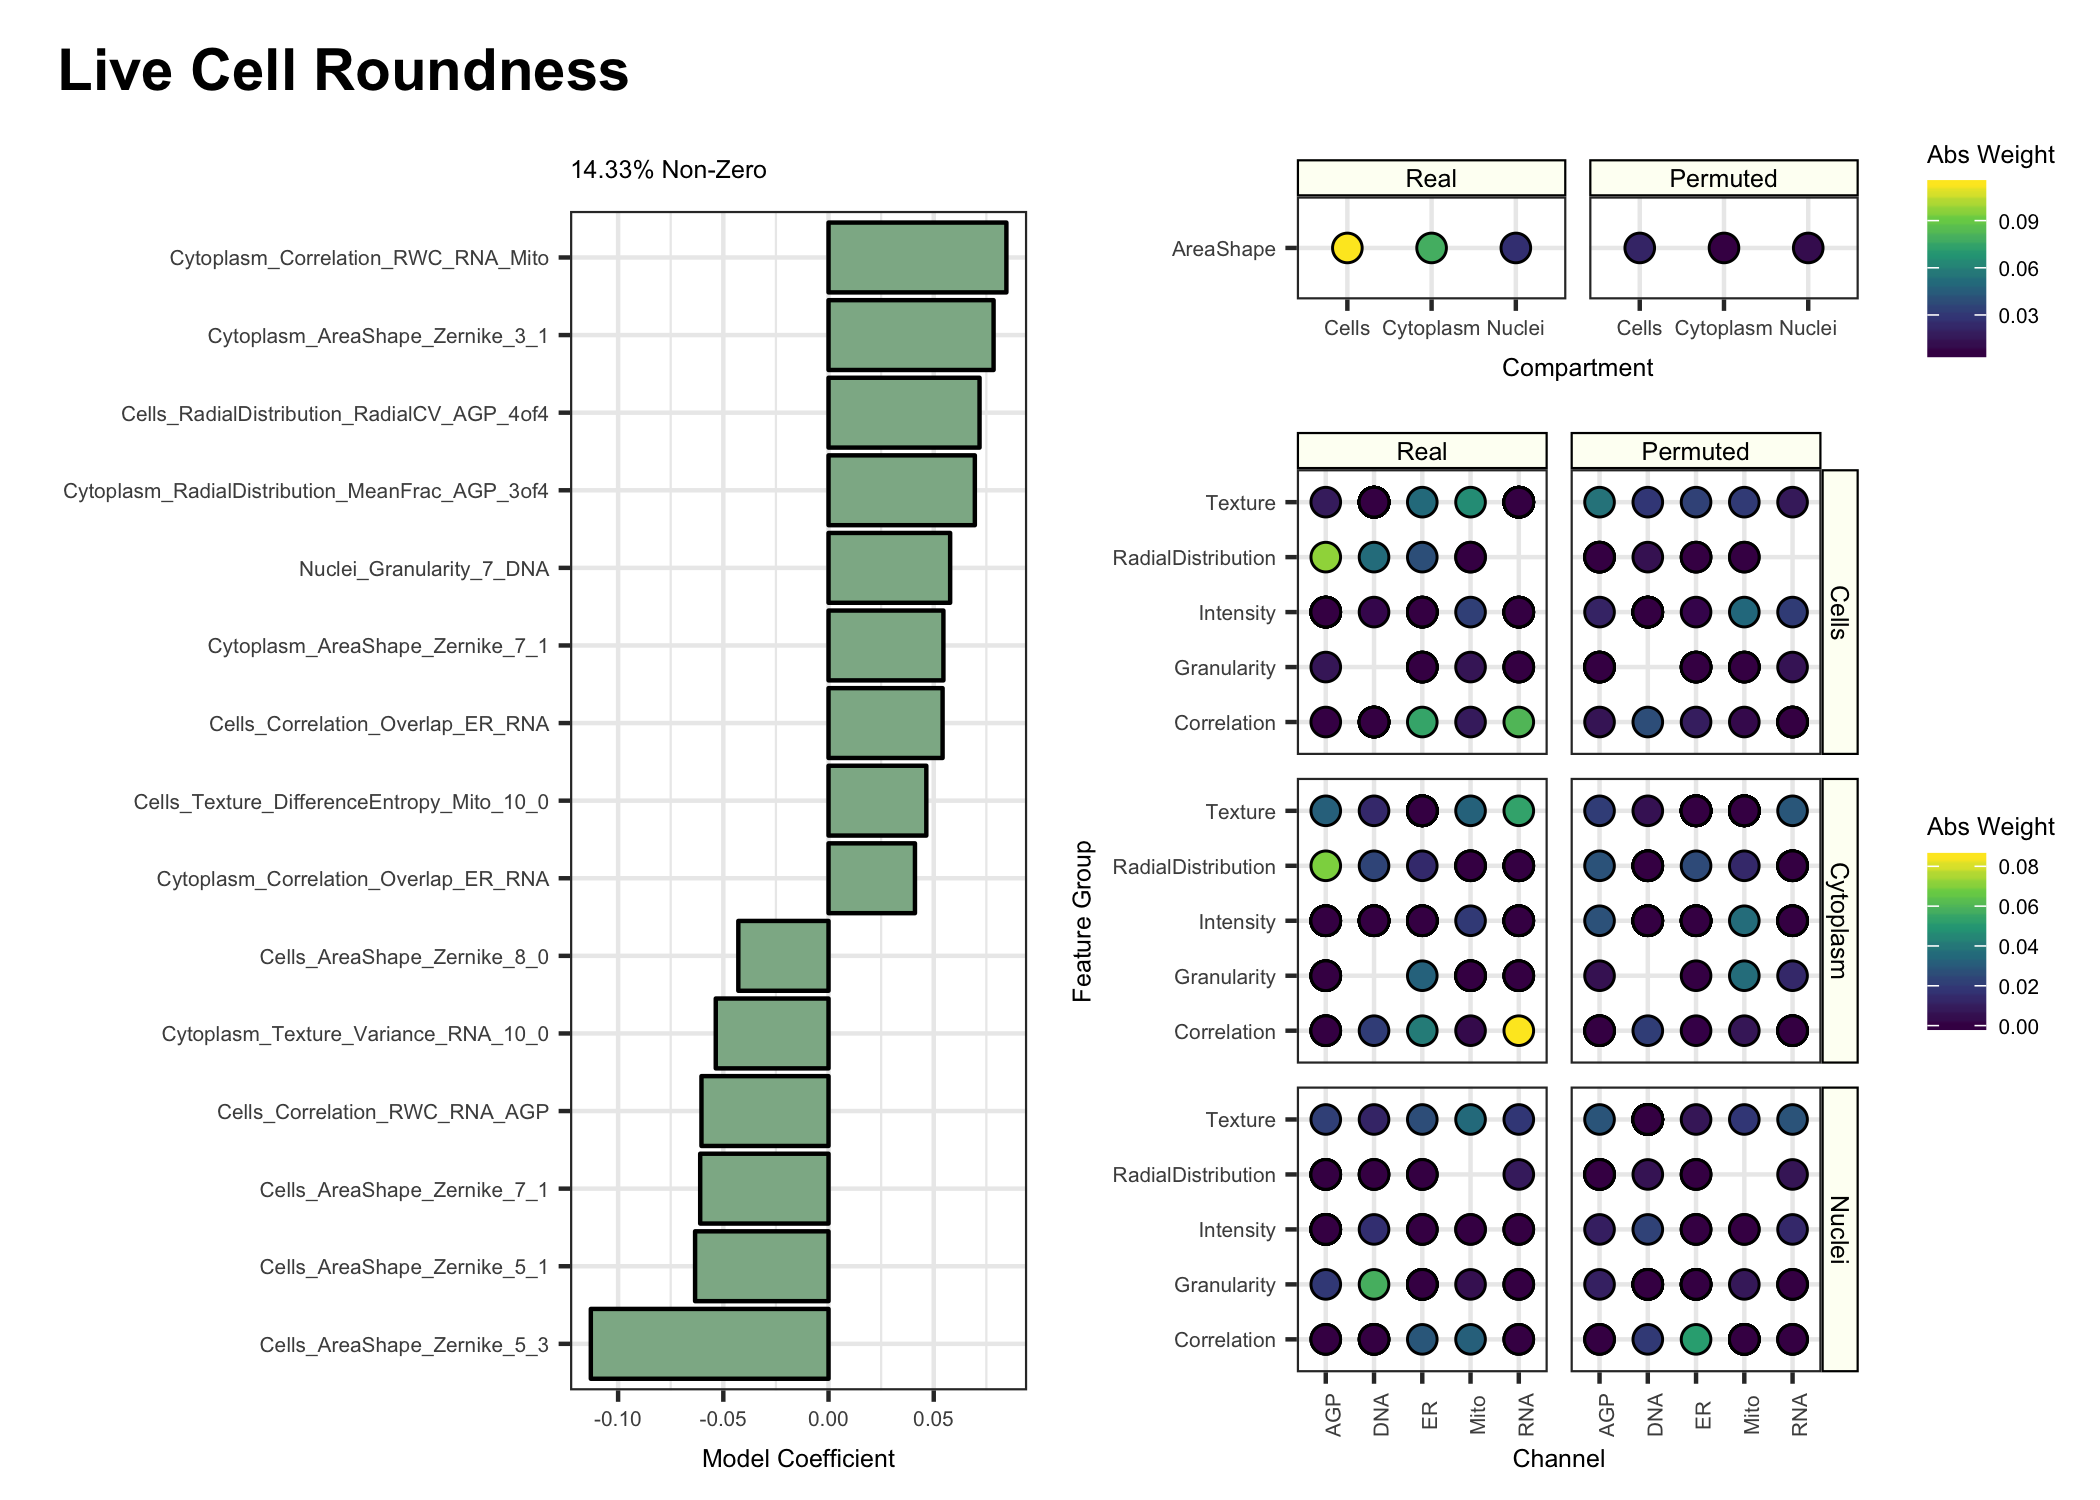 Live Cell Roundness
14.33% Non-Zero
Cytoplasm_Correlation_RWC_RNA_Mito
Cytoplasm_AreaShape_Zernike_3_1
Cells_RadialDistribution_RadialCV_AGP_4of4
Cytoplasm_RadialDistribution_MeanFrac_AGP_3of4
Nuclei_Granularity_7_DNA
Cytoplasm_AreaShape_Zernike_7_1
Cells_Correlation_Overlap_ER_RNA
Cells_Texture_DifferenceEntropy_Mito_10_0
Cytoplasm_Correlation_Overlap_ER_RNA
Cells_AreaShape_Zernike_8_0
Cytoplasm_Texture_Variance_RNA_10_0
Cells_Correlation_RWC_RNA_AGP
Cells_AreaShape_Zernike_7_1
Cells_AreaShape_Zernike_5_1
Cells_AreaShape_Zernike_5_3
-0.10 -0.05 0.00 0.05
Model Coefficient
Real Permuted
AreaShape
Cells Cytoplasm Nuclei Cells Cytoplasm Nuclei
Compartment
Abs Weight
0.09
0.06
0.03
Real Permuted
Feature Group
Texture
RadialDistribution
Intensity
Granularity
Correlation
Cells
Texture
RadialDistribution
Intensity
Granularity
Correlation
Cytoplasm
Texture
RadialDistribution
Intensity
Granularity
Correlation
Nuclei
AGP DNA ER Mito RNA AGP DNA ER Mito RNA
Channel
Abs Weight
0.08
0.06
0.04
0.02
0.00